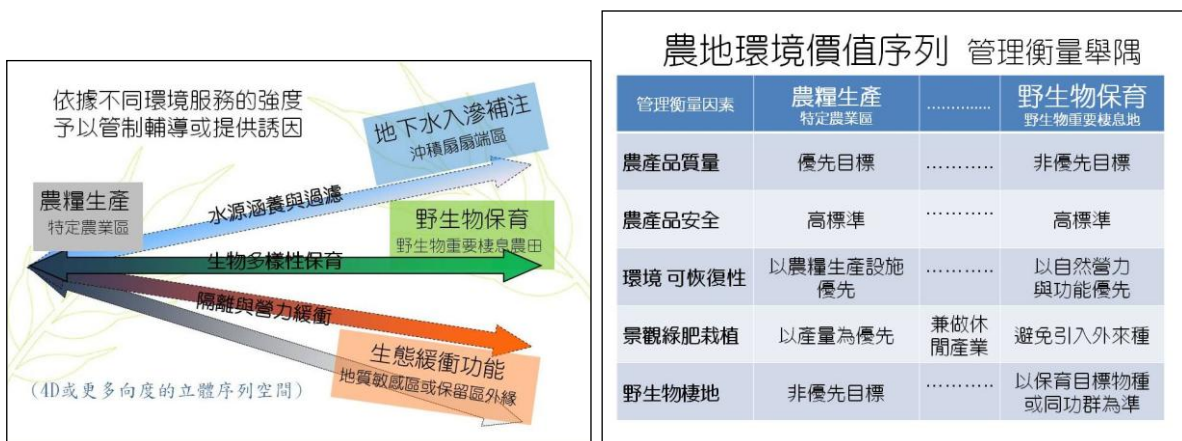 依據不同環境服務的強度
予以管制輔導或提供誘因
地下水入滲補注
沖積扇扇端區
農糧生產
特定農業區
水源涵養與過濾
野生物保育
野生物重要棲息農田
生物多樣性保育
隔離與營力緩衝
生態緩衝功能
地質敏感區或保留區外緣
(4D或更多向度的立體序列空間)
農地環境價值序列 管理衡量舉隅
管理衡量因素 農糧生產 ............. 野生物保育
特定農業區 野生物重要棲息地
農產品質量 優先目標 ........... 非優先目標
農產品安全 高標準 ........... 高標準
環境 可恢復性 以農糧生產設施 ........... 以自然營力
優先 與功能優先
景觀綠肥栽植 以產量為優先 兼做休 避免引入外來種
閒產業
野生物棲地 非優先目標 ........... 以保育目標物種
或同功群為準